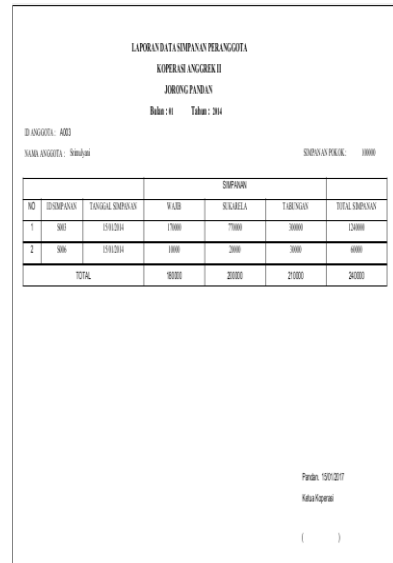 LAPORAN DATA SIMPANAN PERANGGOTA
KOPERASI ANGGREK II
JORONG PANDAN
Bulan : 01 Tahun : 2014
ID ANGGOTA : A003
NAMA ANGGOTA : Srimulyani SIMPANAN POKOK : 100000
SIMPANAN
NO ID SIMPANAN TANGGAL SIMPANAN WAJIB SUKARELA TABUNGAN TOTAL SIMPANAN
1 S003 15/01/2014 170000 770000 300000 1240000
2 S006 15/01/2014 10000 20000 30000 60000
TOTAL 180000 200000 210000 240000
Pandan, 15/01/2017
Ketua Koperasi
( )